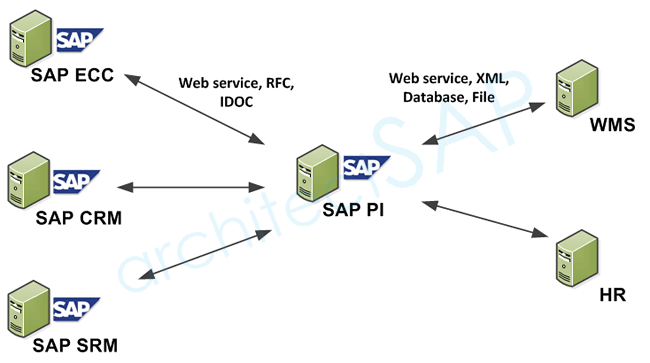 SAP
SAP ECC
Web service, RFC,
IDOC
Web service, XML,
Database, File
WMS
SAP
SAP CRM
SAP
SAP PI
architectSAP
HR
SAP
SAP SRM